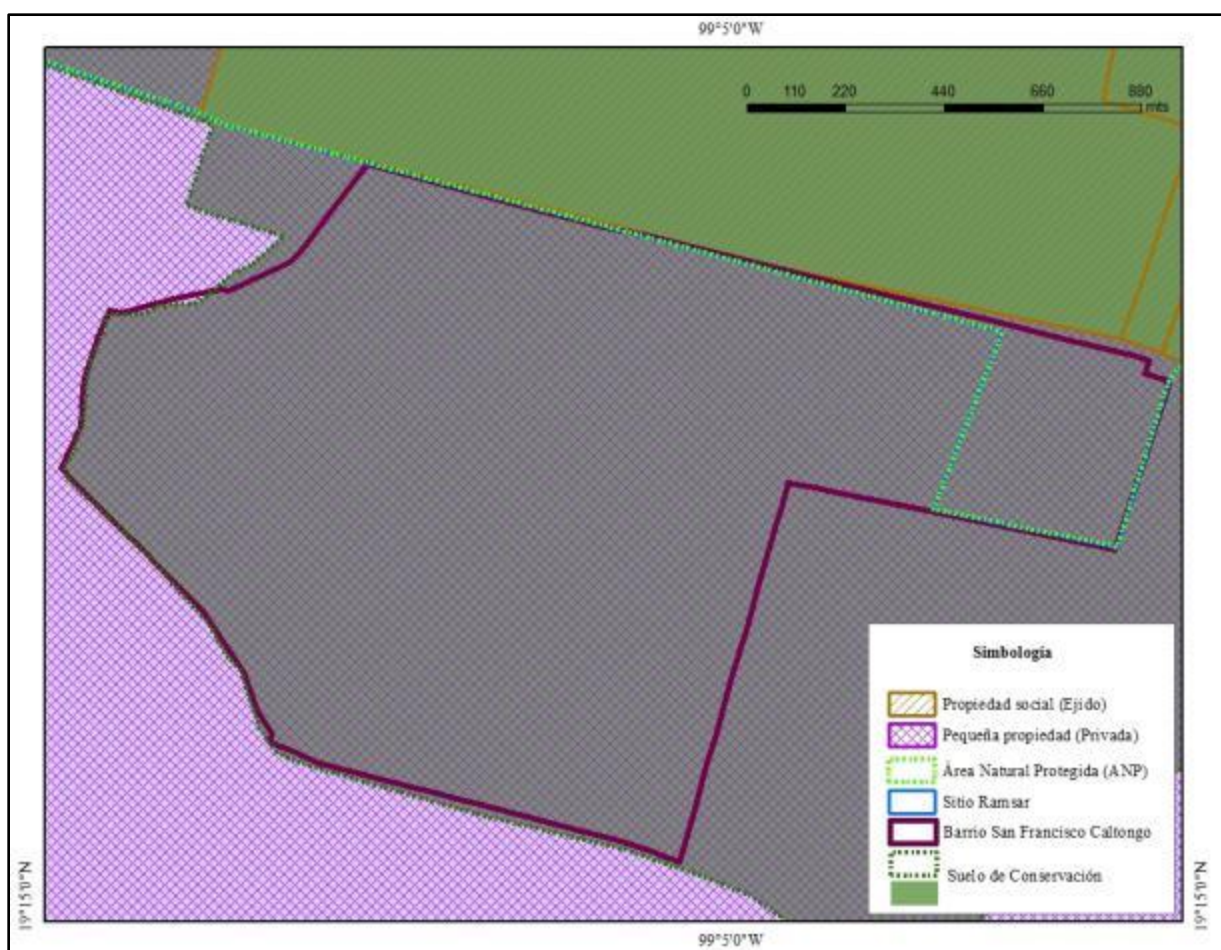 99°5'0"W
0 110 220 440 660 880
mts
Simbología
Propiedad social (Ejido)
Pequeña propiedad (Privada)
Área Natural Protegida (ANP)
Sitio Ramsar
Barrio San Francisco Caltongo
Suelo de Conservación
19°15'0"N
19°15'0"N
99°5'0"W